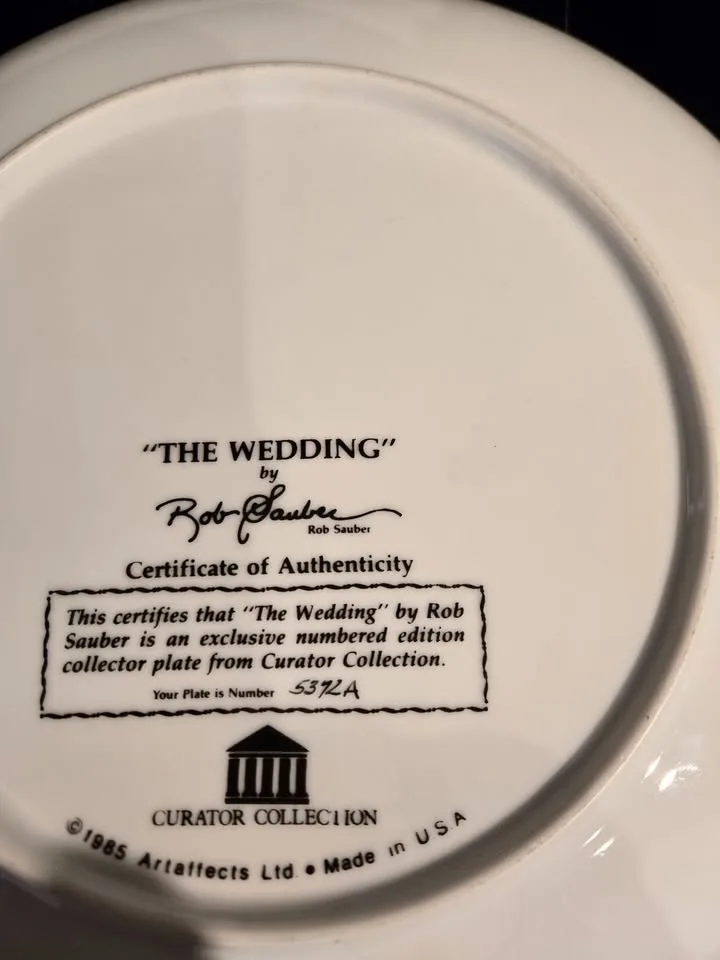 “THE WEDDING”
by
Rob Sauber
Rob Sauber
Certificate of Authenticity
This certifies that “The Wedding” by Rob
Sauber is an exclusive numbered edition
collector plate from Curator Collection.
Your Plate is Number 5372A
CURATOR COLLECTION
©1985 Artaffects Ltd. • Made in U.S.A